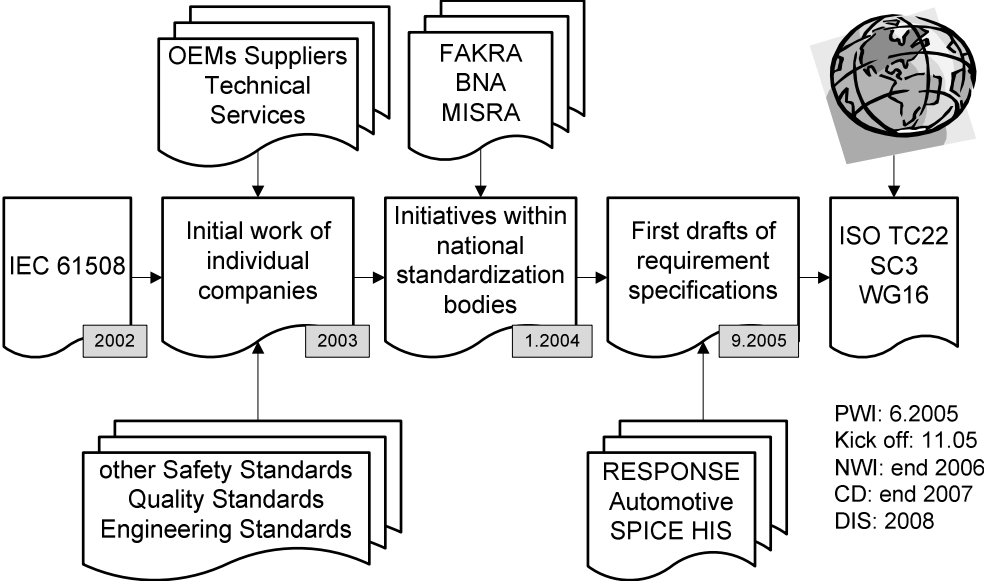 OEMs Suppliers
Technical
Services
FAKRA
BNA
MISRA
IEC 61508
2002
Initial work of
individual
companies
2003
Initiatives within
national
standardization
bodies
1.2004
First drafts of
requirement
specifications
9.2005
ISO TC22
SC3
WG16
other Safety Standards
Quality Standards
Engineering Standards
RESPONSE
Automotive
SPICE HIS
PWI: 6.2005
Kick off: 11.05
NWI: end 2006
CD: end 2007
DIS: 2008